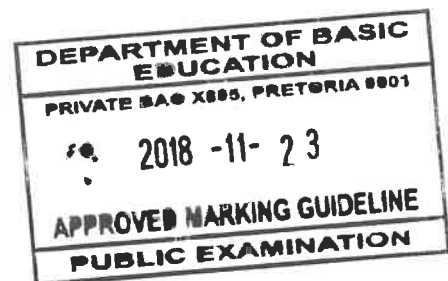 DEPARTMENT OF BASIC
EDUCATION
PRIVATE BAG X895, PRETORIA 0001
2018 -11- 23
APPROVED MARKING GUIDELINE
PUBLIC EXAMINATION